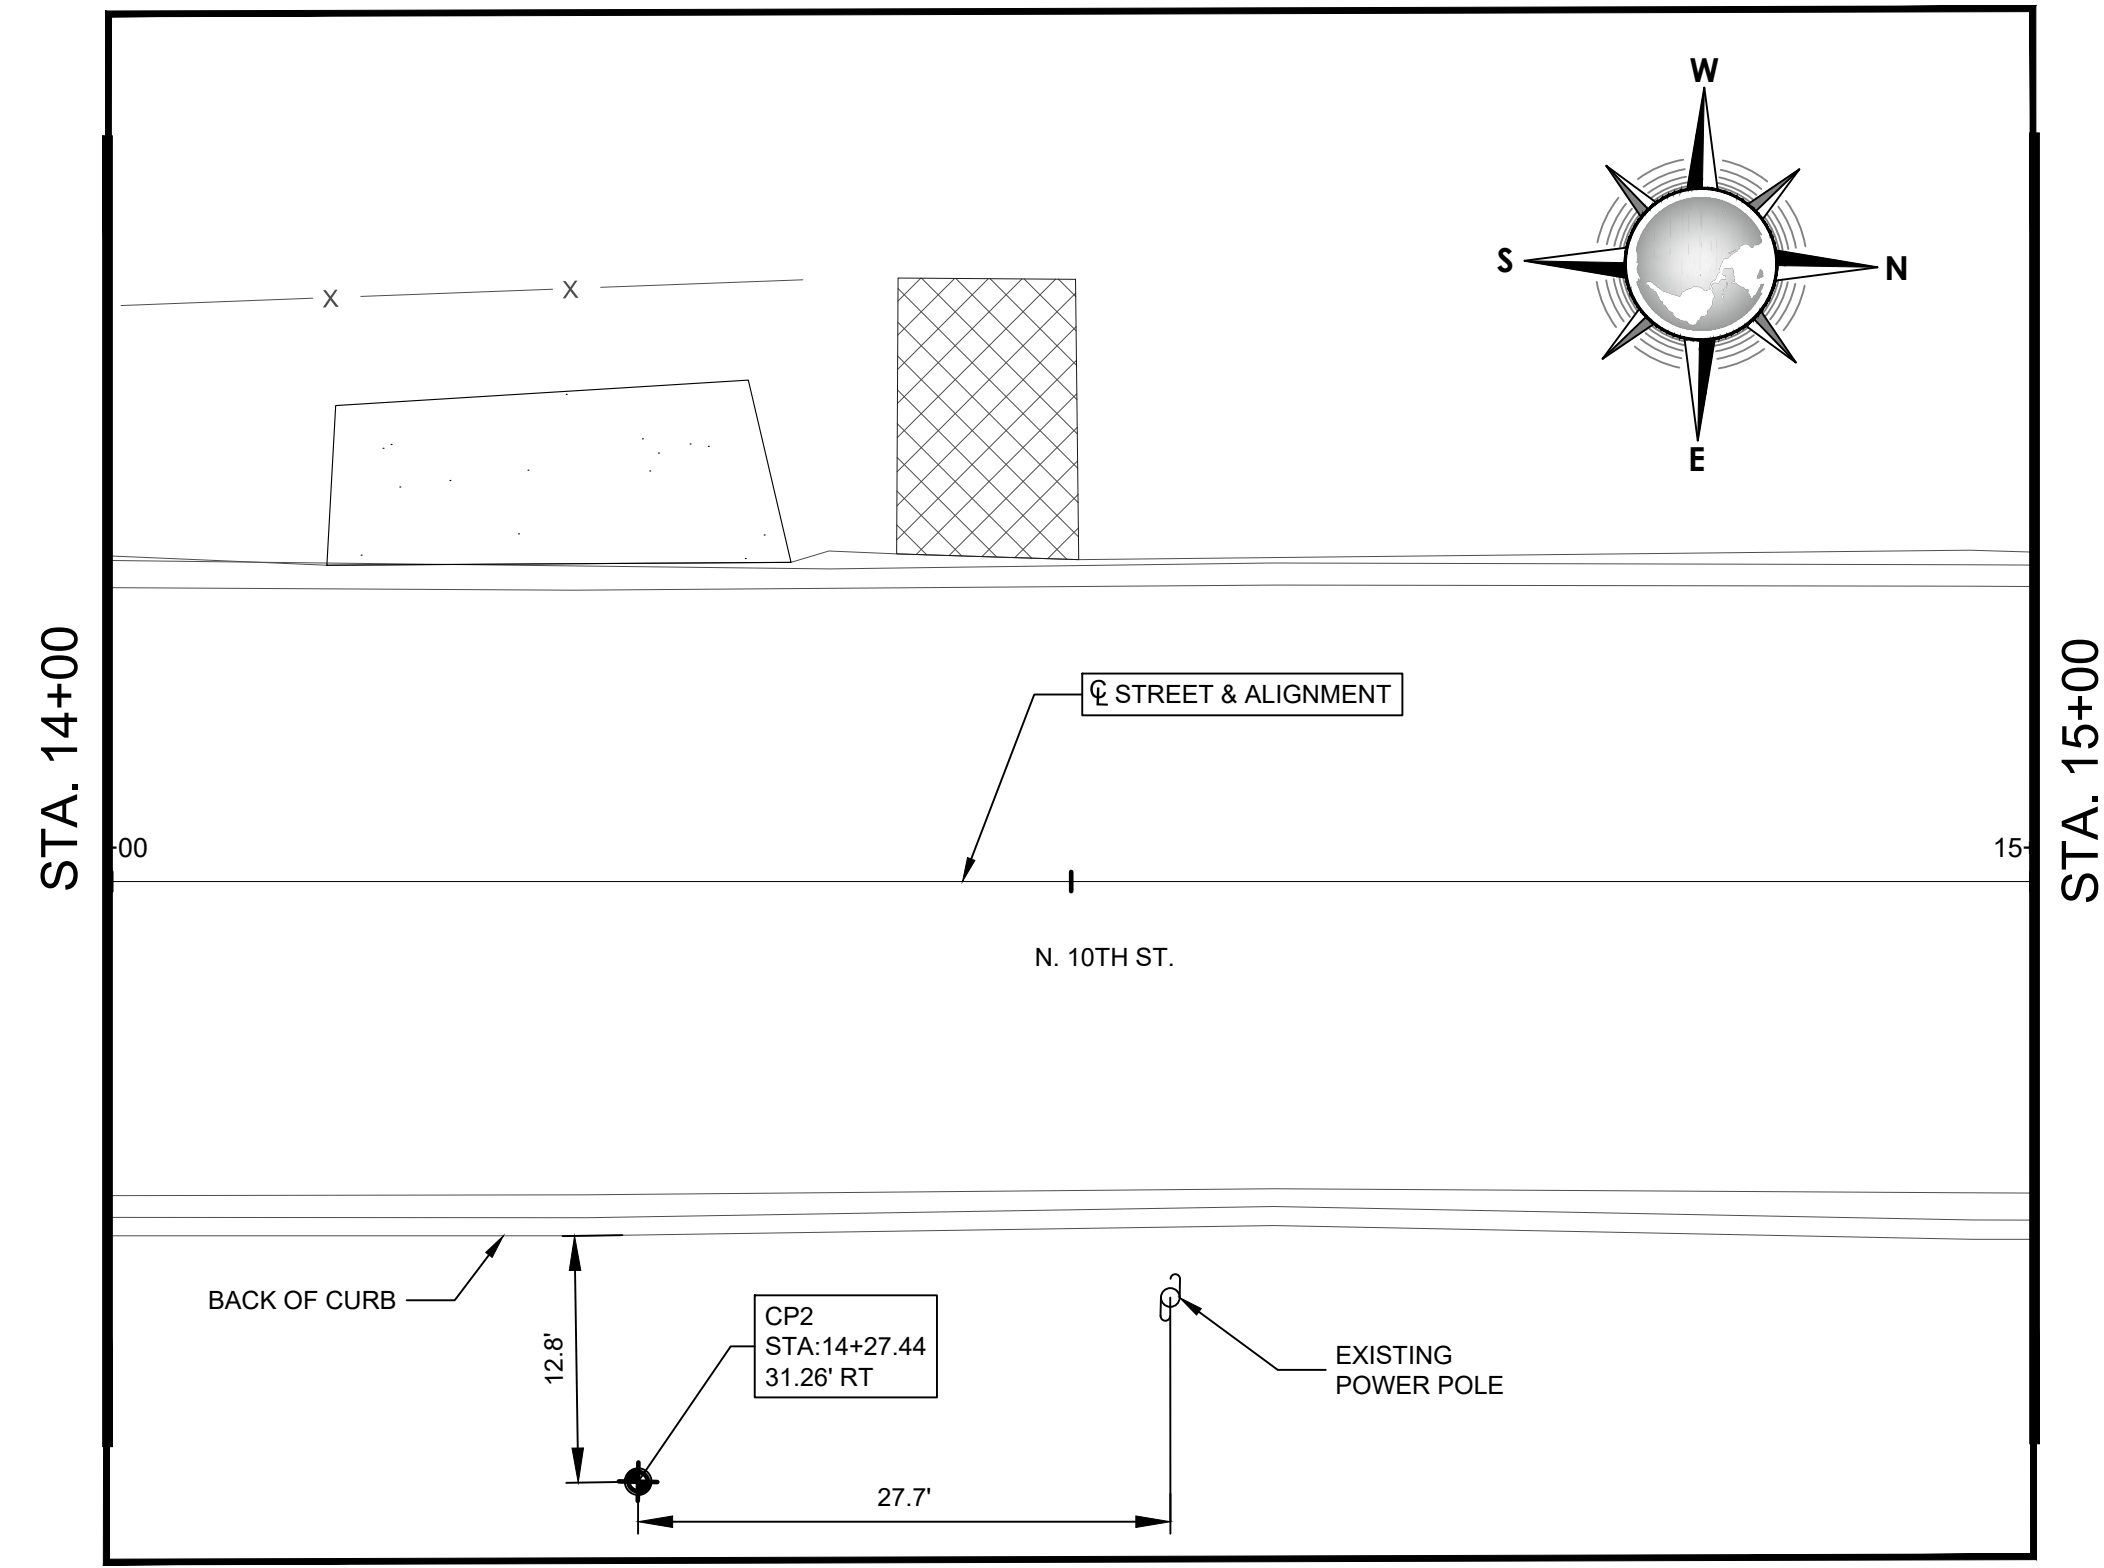 W
S
N
E
X
X
STA. 14+00
STA. 15+00
℄ STREET & ALIGNMENT
+00
15+
N. 10TH ST.
BACK OF CURB
12.8'
CP2
STA:14+27.44
31.26' RT
EXISTING
POWER POLE
27.7'